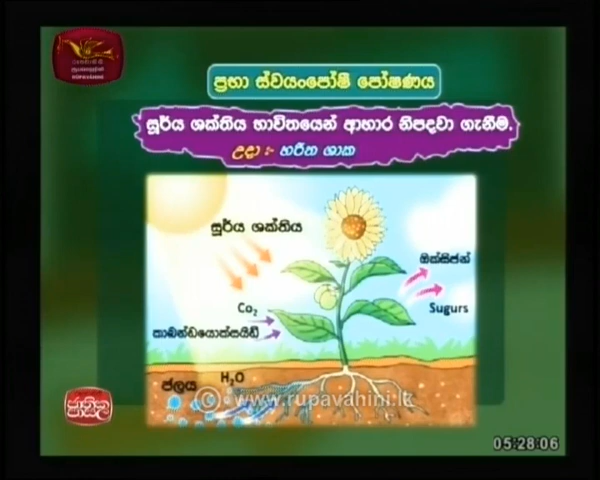 ප්‍රභා ස්වයංපෝෂී පෝෂණය
සූර්ය ශක්තිය භාවිතයෙන් ආහාර නිපදවා ගැනීම.
උදා :- හරිත ශාක
සූර්ය ශක්තිය
ඔක්සිජන්
Co₂
Sugurs
කාබන්ඩයොක්සයිඩ්
ජලය
H₂O
© www.rupavahini.lk
ජාතික
පාසල
05:28:06